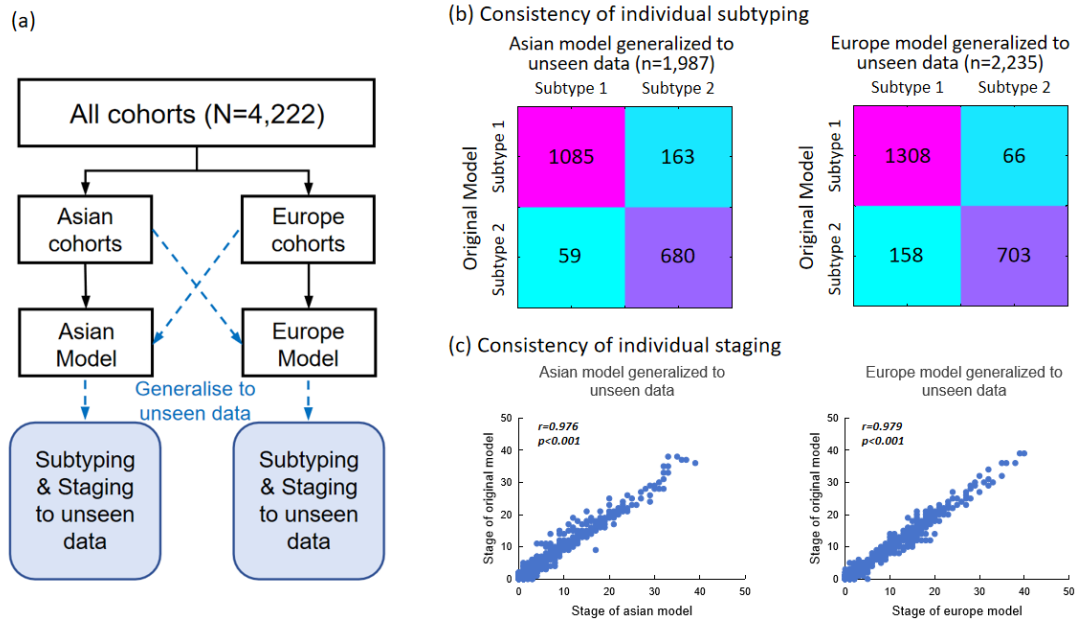 (a)
All cohorts (N=4,222)
Asian
cohorts
Europe
cohorts
Asian
Model
Europe
Model
Generalise to
unseen data
Subtyping
& Staging
to unseen
data
Subtyping
& Staging
to unseen
data
(b) Consistency of individual subtyping
Asian model generalized to
unseen data (n=1,987)
Subtype 1 Subtype 2
Original Model
Subtype 1
Subtype 2
1085 163
59 680
Europe model generalized to
unseen data (n=2,235)
Subtype 1 Subtype 2
Original Model
Subtype 1
Subtype 2
1308 66
158 703
(c) Consistency of individual staging
Asian model generalized to
unseen data
r=0.976
p<0.001
Stage of original model
50
40
30
20
10
0
0 10 20 30 40 50
Stage of asian model
Europe model generalized to
unseen data
r=0.979
p<0.001
Stage of original model
50
40
30
20
10
0
0 10 20 30 40 50
Stage of europe model